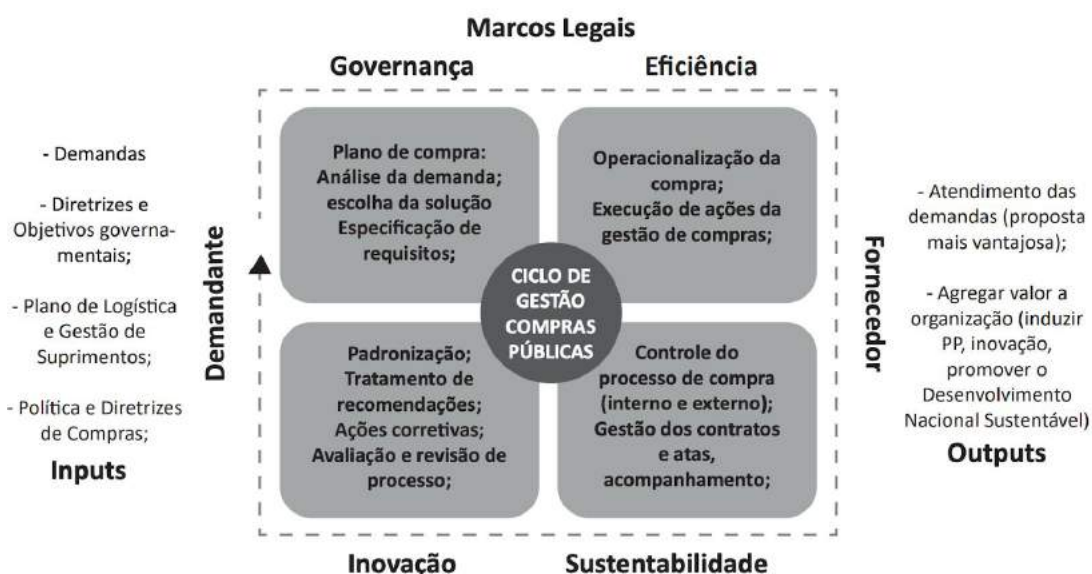 Marcos Legais
Governança
Eficiência
- Demandas
- Diretrizes e
Objetivos governa-
mentais;
- Plano de Logística
e Gestão de
Suprimentos;
- Política e Diretrizes
de Compras;
Inputs
Demandante
Plano de compra:
Análise da demanda;
escolha da solução
Especificação de
requisitos;
Operacionalização da
compra;
Execução de ações da
gestão de compras;
CICLO DE
GESTÃO
COMPRAS
PÚBLICAS
Padronização;
Tratamento de
recomendações;
Ações corretivas;
Avaliação e revisão de
processo;
Controle do
processo de compra
(interno e externo);
Gestão dos contratos
e atas,
acompanhamento;
Fornecedor
- Atendimento das
demandas (proposta
mais vantajosa);
- Agregar valor a
organização (induzir
PP, inovação,
promover o
Desenvolvimento
Nacional Sustentável)
Outputs
Inovação
Sustentabilidade